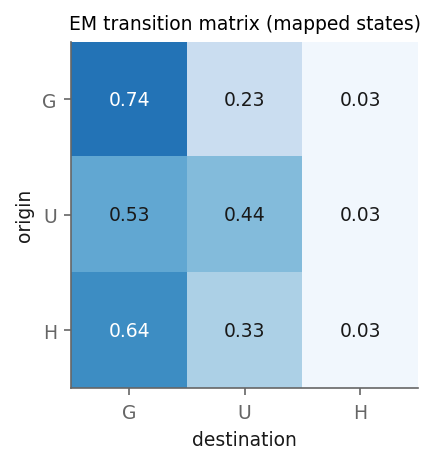 EM transition matrix (mapped states)
G 0.74 0.23 0.03
U 0.53 0.44 0.03
H 0.64 0.33 0.03
origin
G U H
destination